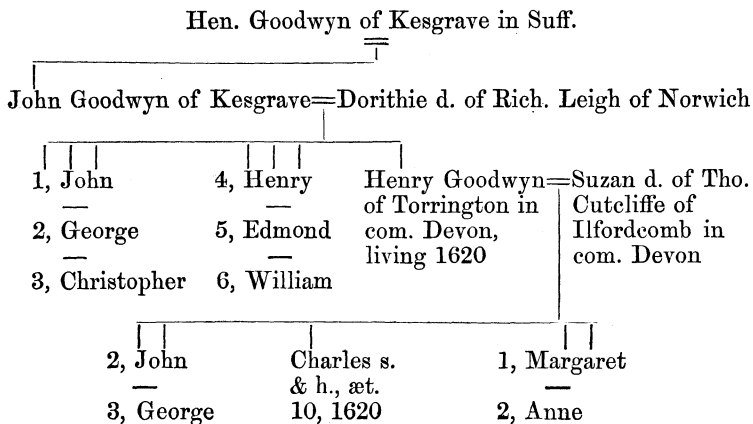 Hen. Goodwyn of Kesgrave in Suff.
John Goodwyn of Kesgrave=Dorithie d. of Rich. Leigh of Norwich
1, John
2, George
3, Christopher
4, Henry
5, Edmond
6, William
Henry Goodwyn=Suzan d. of Tho.
of Torrington in
com. Devon,
living 1620
Cutcliffe of
Ilfordcomb in
com. Devon
2, John
3, George
Charles s.
& h., æt.
10, 1620
1, Margaret
2, Anne